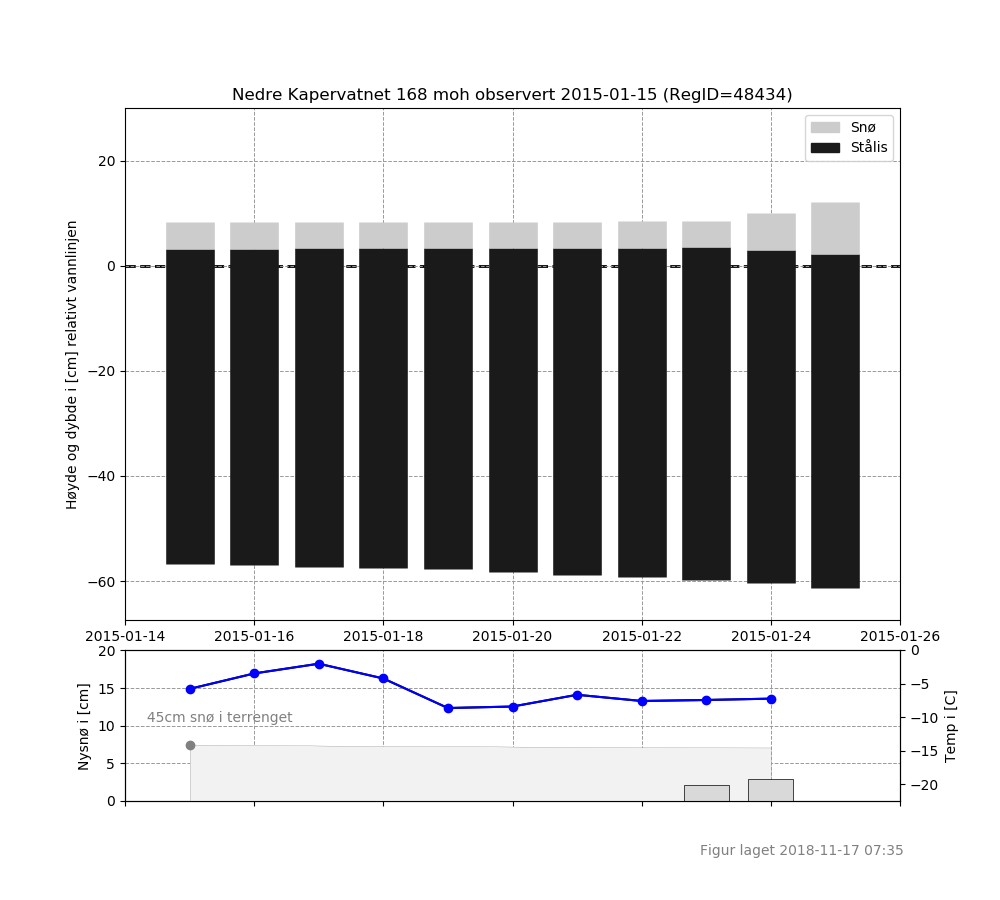 Nedre Kapervatnet 168 moh observert 2015-01-15 (RegID=48434)
Snø
Stålis
20
0
−20
−40
−60
Høyde og dybde i [cm] relativt vannlinjen
2015-01-14 2015-01-16 2015-01-18 2015-01-20 2015-01-22 2015-01-24 2015-01-26
20
15
10
5
0
Nysnø i [cm]
45cm snø i terrenget
0
−5
−10
−15
−20
Temp i [C]
Figur laget 2018-11-17 07:35